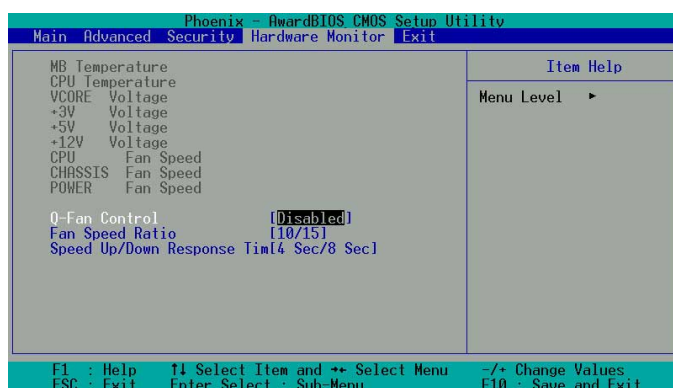 Phoenix - AwardBIOS CMOS Setup Utility
Main Advanced Security Hardware Monitor Exit
MB Temperature
CPU Temperature
VCORE Voltage
+3V Voltage
+5V Voltage
+12V Voltage
CPU Fan Speed
CHASSIS Fan Speed
POWER Fan Speed
Q-Fan Control [Disabled]
Fan Speed Ratio [10/15]
Speed Up/Down Response Tim[4 Sec/8 Sec]
Item Help
Menu Level ►
F1 : Help ↑↓ Select Item and ↔ Select Menu -/+ Change Values
ESC : Exit Enter Select ► Sub-Menu F10 : Save and Exit